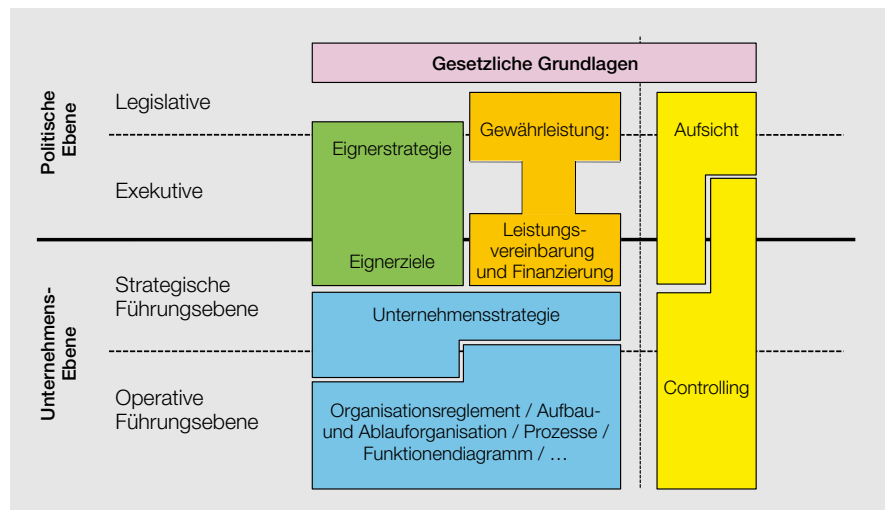 Gesetzliche Grundlagen
Politische
Ebene
Legislative
Exekutive
Eignerstrategie
Eignerziele
Gewährleistung:
Leistungs-
vereinbarung
und Finanzierung
Aufsicht
Unternehmens-
Ebene
Strategische
Führungsebene
Operative
Führungsebene
Unternehmensstrategie
Organisationsreglement / Aufbau-
und Ablauforganisation / Prozesse /
Funktionendiagramm / …
Controlling